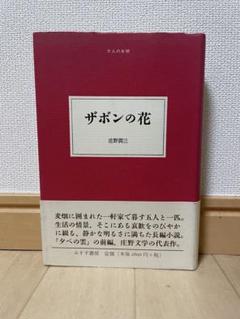 大人の本棚
ザボンの花
庄野潤三
麦畑に囲まれた一軒家で暮す五人と一匹。
生活の情景、そこにある哀歓をのびやか
に綴る、静かな明るさに満ちた長編小説。
『夕べの雲』の前編、庄野文学の代表作。
みすず書房 定価